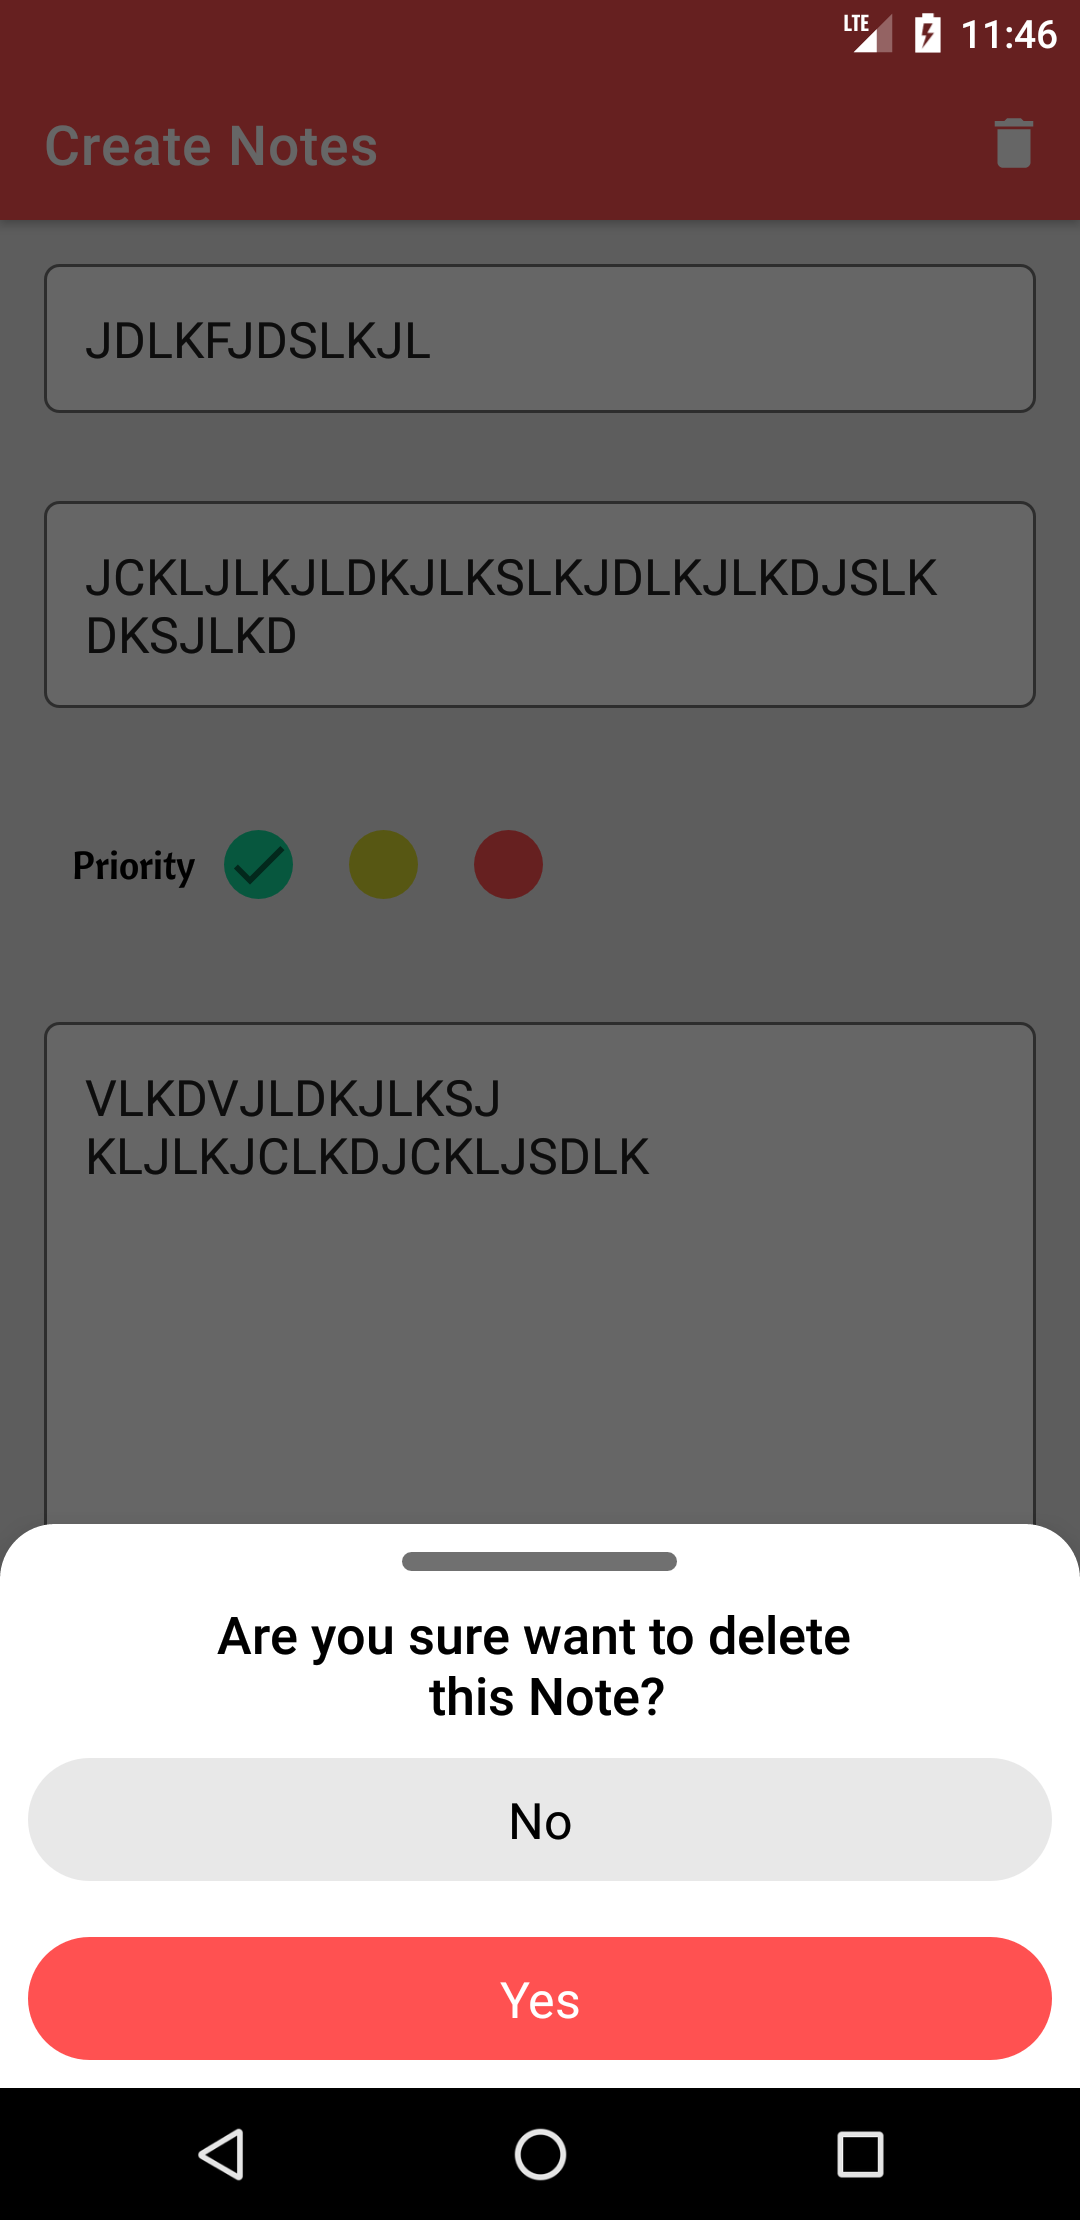 LTE 11:46
Create Notes
JDLKFJDSLKJL
JCKLJLKJLDKJLKSLKJDLKJLKDJSLK
DKSJLKD
Priority
VLKDVJLDKJLKSJ
KLJLKJCLKDJCKLJSDLK
Are you sure want to delete
this Note?
No
Yes